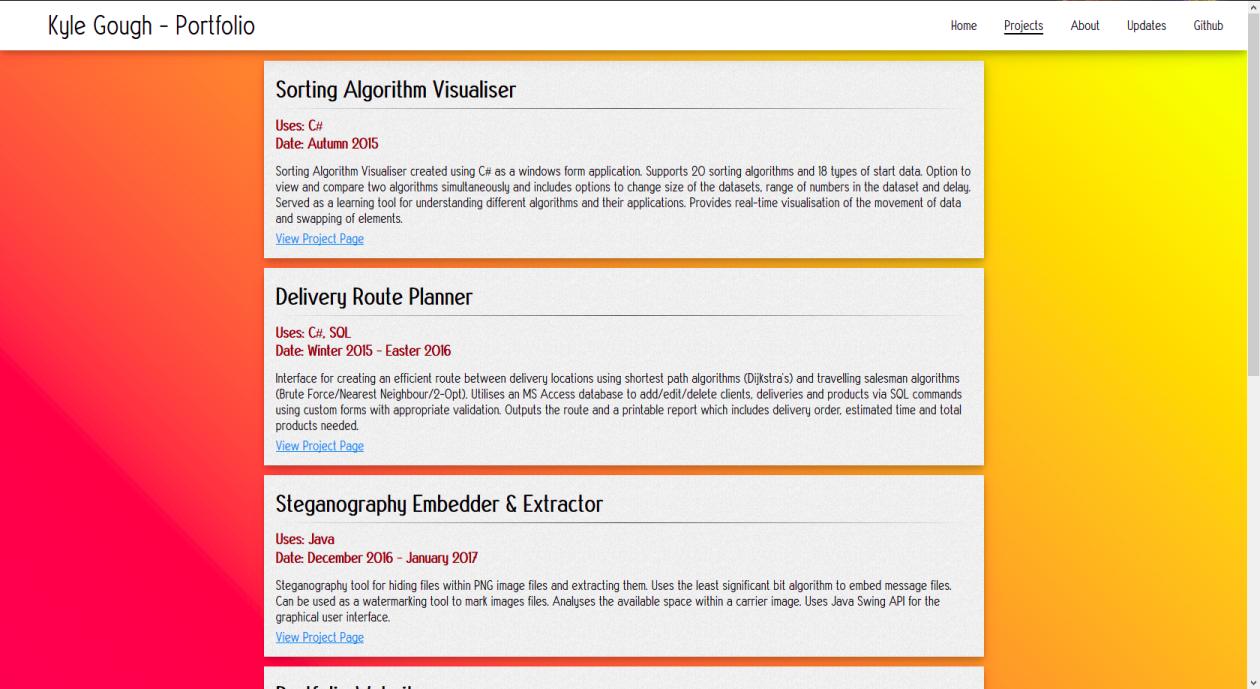 Kyle Gough - Portfolio
Home Projects About Updates Github
Sorting Algorithm Visualiser
Uses: C#
Date: Autumn 2015
Sorting Algorithm Visualiser created using C# as a windows form application. Supports 20 sorting algorithms and 18 types of start data. Option to
view and compare two algorithms simultaneously and includes options to change size of the datasets, range of numbers in the dataset and delay.
Served as a learning tool for understanding different algorithms and their applications. Provides real-time visualisation of the movement of data
and swapping of elements.
View Project Page
Delivery Route Planner
Uses: C#, SQL
Date: Winter 2015 - Easter 2016
Interface for creating an efficient route between delivery locations using shortest path algorithms (Dijkstra's) and travelling salesman algorithms
(Brute Force/Nearest Neighbour/2-Opt). Utilises an MS Access database to add/edit/delete clients, deliveries and products via SQL commands
using custom forms with appropriate validation. Outputs the route and a printable report which includes delivery order, estimated time and total
products needed.
View Project Page
Steganography Embedder & Extractor
Uses: Java
Date: December 2016 - January 2017
Steganography tool for hiding files within PNG image files and extracting them. Uses the least significant bit algorithm to embed message files.
Can be used as a watermarking tool to mark images files. Analyses the available space within a carrier image. Uses Java Swing API for the
graphical user interface.
View Project Page